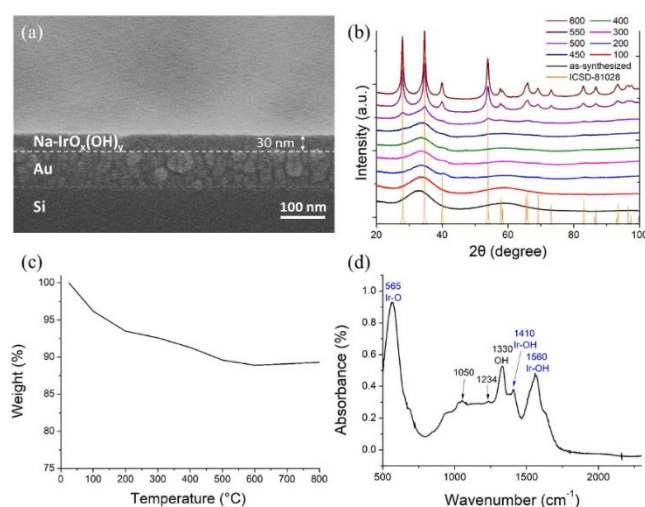 (a)
Na-IrOx(OH)y
30 nm
Au
Si
100 nm
(b)
600 400
550 300
500 200
450 100
as-synthesized
ICSD-81028
Intensity (a.u.)
20 40 60 80 100
2θ (degree)
(c)
100
95
90
85
80
75
Weight (%)
0 100 200 300 400 500 600 700 800
Temperature (°C)
(d)
565
Ir-O
1050
1234
1330
OH
1410
Ir-OH
1560
Ir-OH
1.0
0.8
0.6
0.4
0.2
0.0
Absorbance (%)
500 1000 1500 2000
Wavenumber (cm⁻¹)